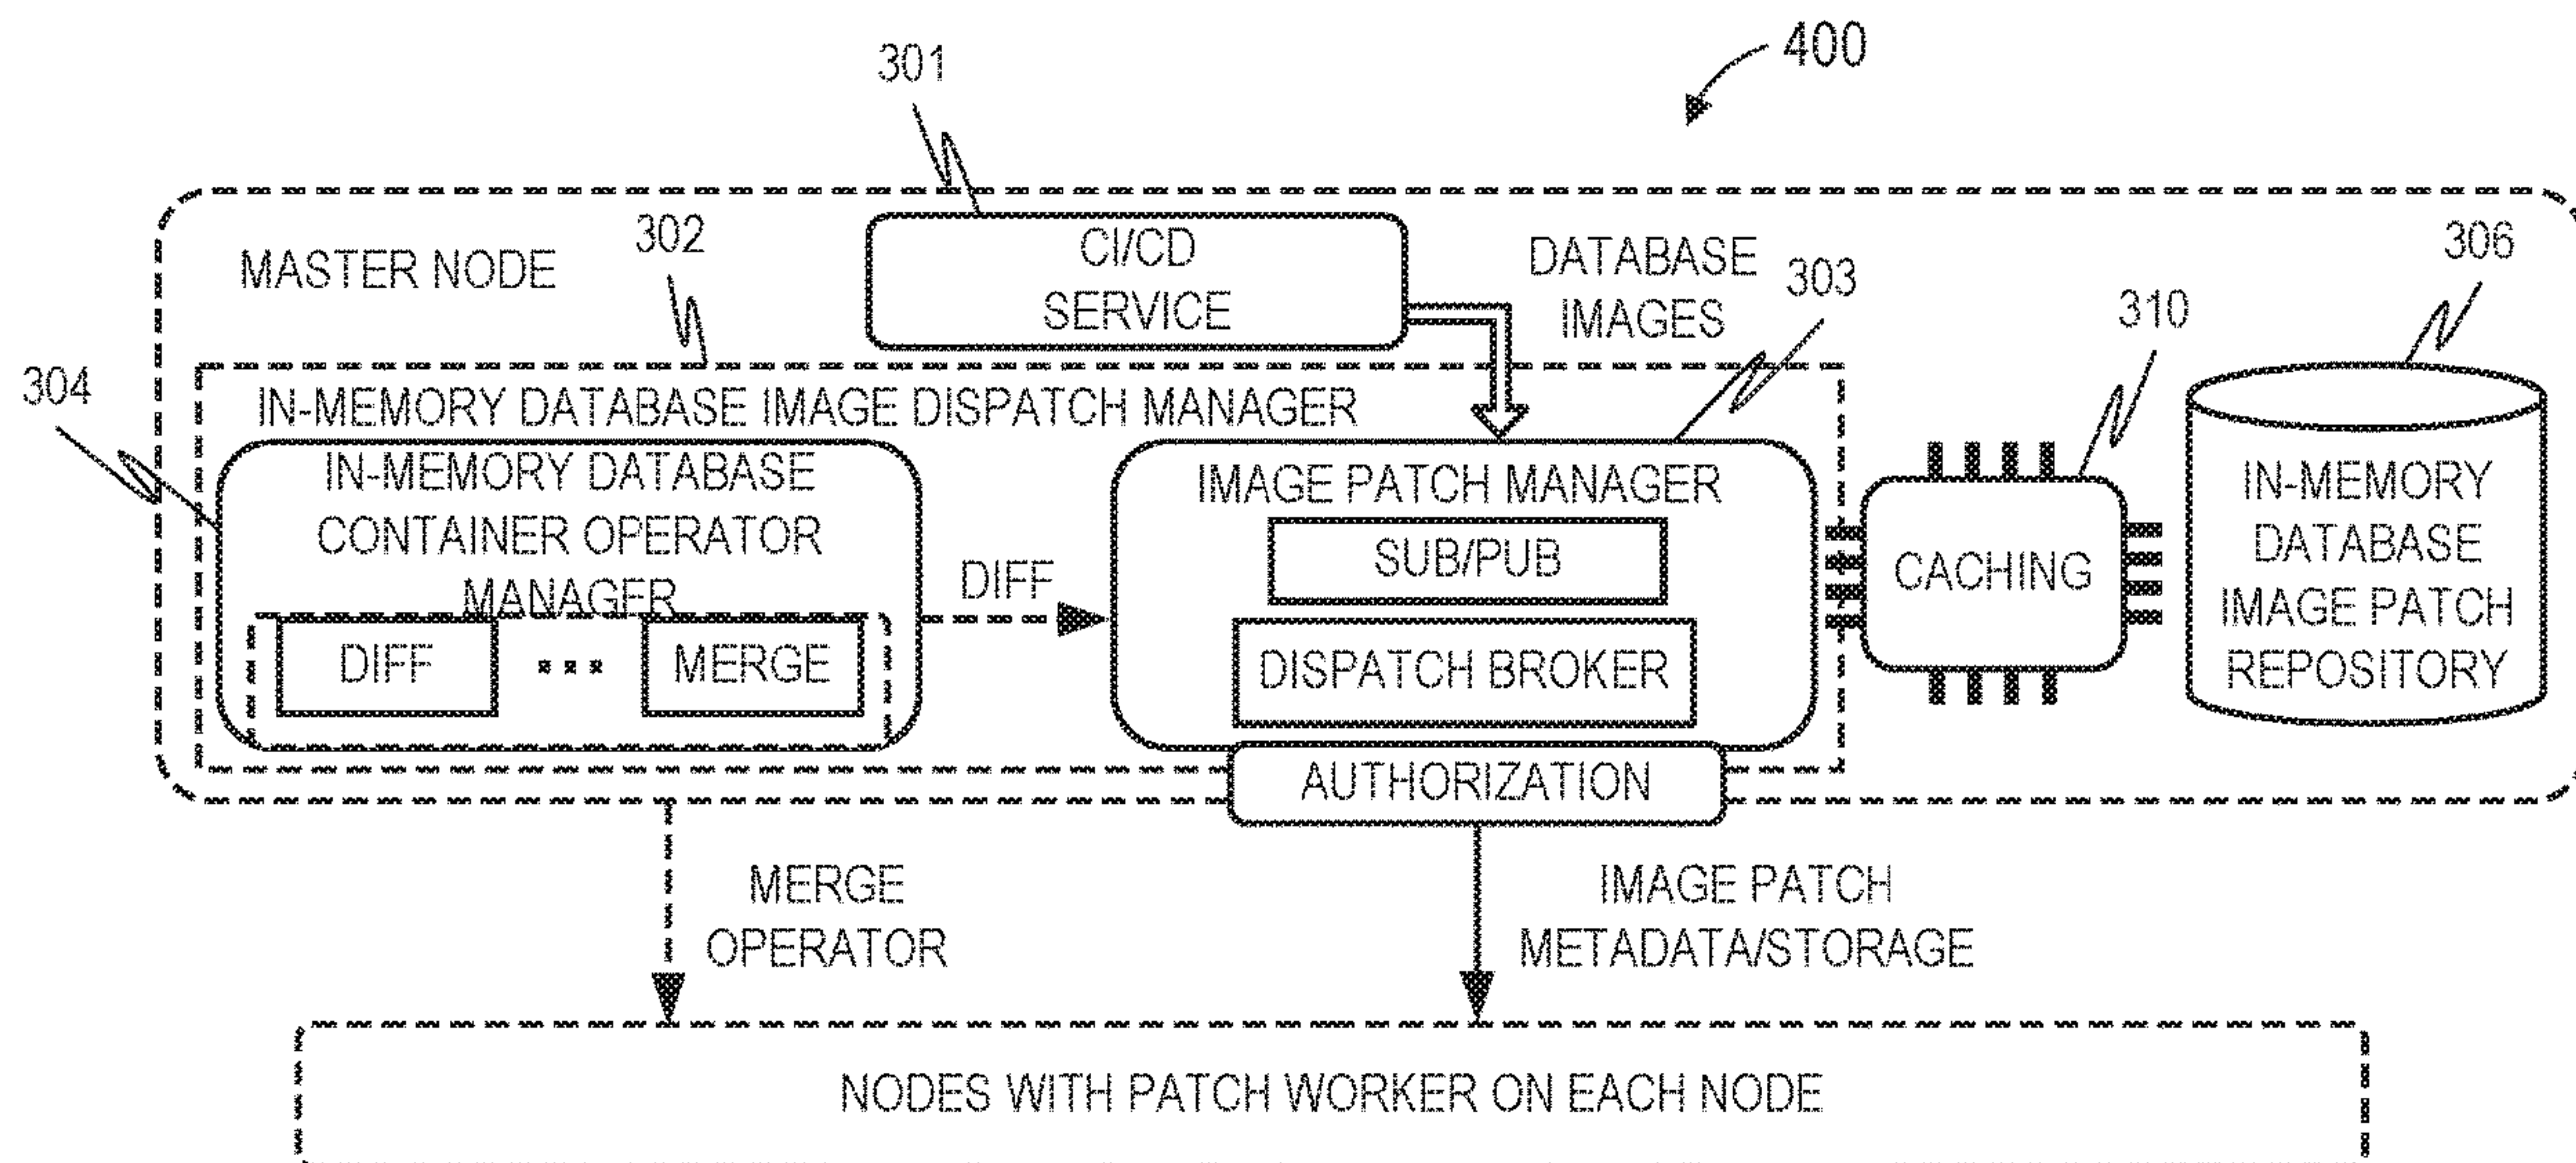 400
301
MASTER NODE
302
CI/CD
SERVICE
DATABASE
IMAGES
303
306
310
304
IN-MEMORY DATABASE IMAGE DISPATCH MANAGER
IN-MEMORY DATABASE
CONTAINER OPERATOR
MANAGER
DIFF
MERGE
DIFF
IMAGE PATCH MANAGER
SUB/PUB
DISPATCH BROKER
AUTHORIZATION
CACHING
IN-MEMORY
DATABASE
IMAGE PATCH
REPOSITORY
MERGE
OPERATOR
IMAGE PATCH
METADATA/STORAGE
NODES WITH PATCH WORKER ON EACH NODE